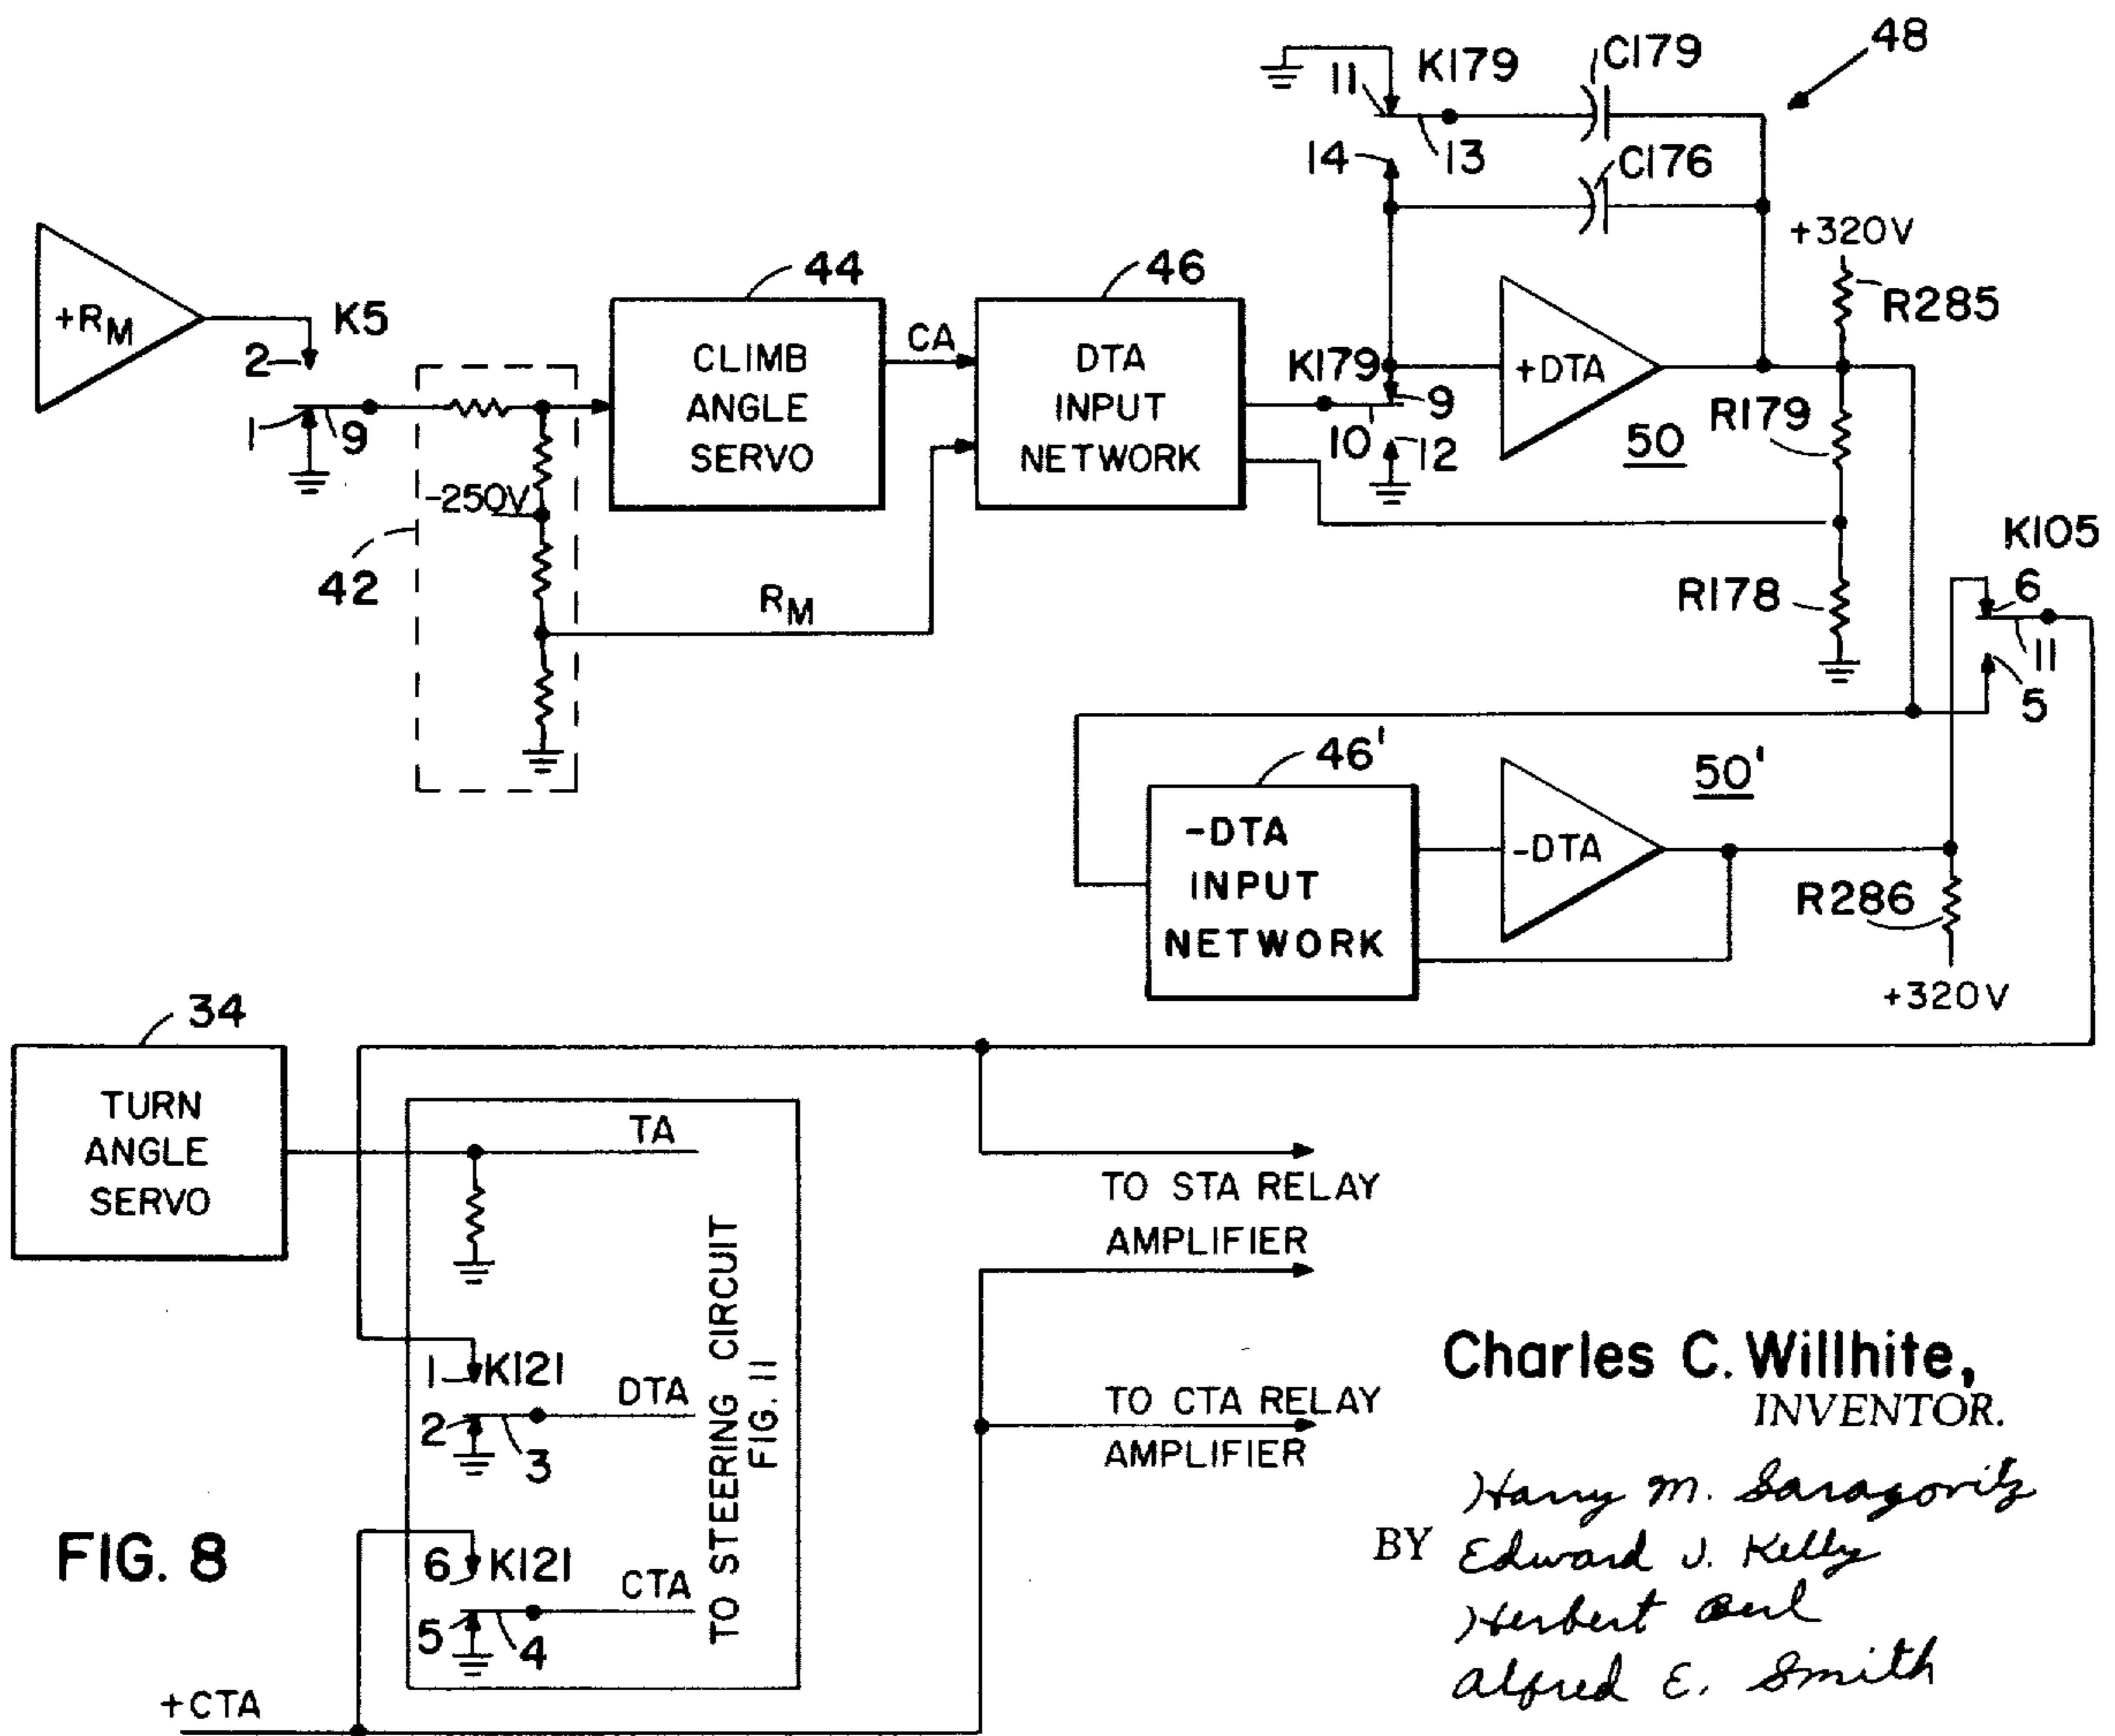 48
C179
K179
11
13
14
C176
+320V
R285
+RM
K5
2
1
9
44
CLIMB
ANGLE
SERVO
CA
46
DTA
INPUT
NETWORK
K179
9
10
12
+DTA
50
R179
-250V
42
RM
R178
K105
6
11
5
46'
-DTA
INPUT
NETWORK
-DTA
50'
R286
+320V
34
TURN
ANGLE
SERVO
TA
TO STEERING CIRCUIT
FIG. 11
1
K121
DTA
2
3
6
K121
CTA
5
4
+CTA
TO STA RELAY
AMPLIFIER
TO CTA RELAY
AMPLIFIER
FIG. 8
Charles C. Willhite,
INVENTOR.
Harry M. Saragovitz
BY Edward J. Kelly
Herbert Berl
Alfred E. Smith